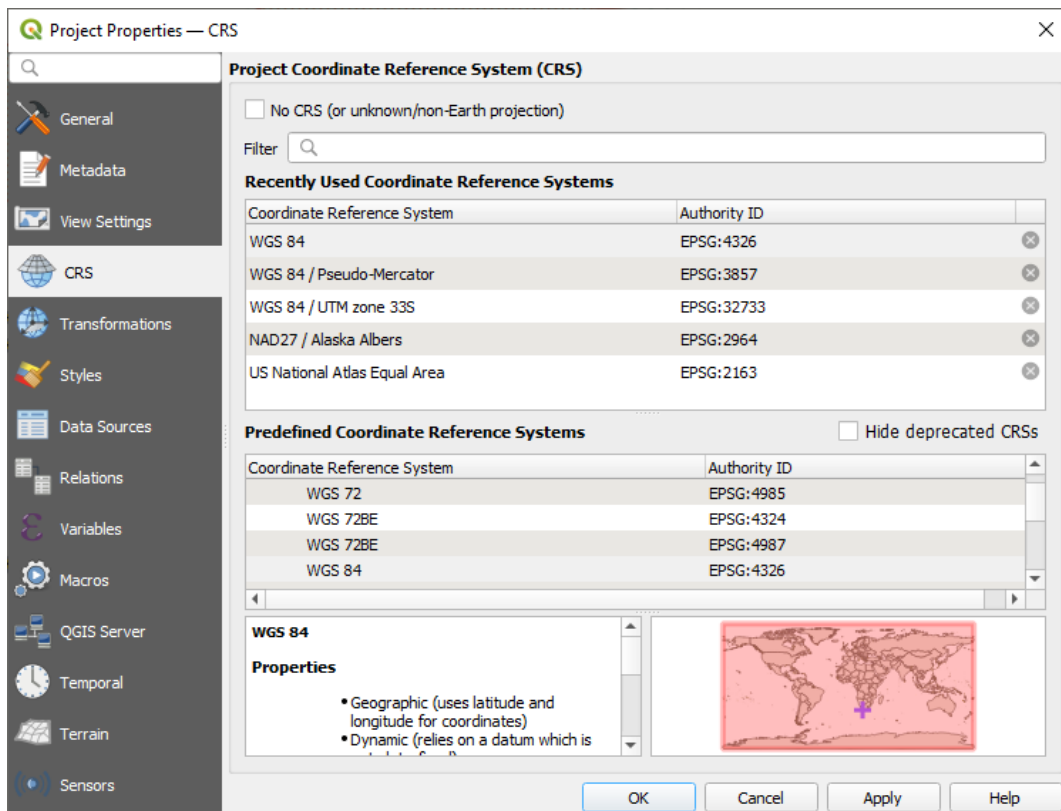 Project Properties — CRS
Project Coordinate Reference System (CRS)
General
Metadata
View Settings
CRS
Transformations
Styles
Data Sources
Relations
Variables
Macros
QGIS Server
Temporal
Terrain
Sensors
No CRS (or unknown/non-Earth projection)
Filter
Recently Used Coordinate Reference Systems
Coordinate Reference System Authority ID
WGS 84 EPSG:4326
WGS 84 / Pseudo-Mercator EPSG:3857
WGS 84 / UTM zone 33S EPSG:32733
NAD27 / Alaska Albers EPSG:2964
US National Atlas Equal Area EPSG:2163
Predefined Coordinate Reference Systems Hide deprecated CRSs
Coordinate Reference System Authority ID
WGS 72 EPSG:4985
WGS 72BE EPSG:4324
WGS 72BE EPSG:4987
WGS 84 EPSG:4326
WGS 84
Properties
• Geographic (uses latitude and
longitude for coordinates)
• Dynamic (relies on a datum which is
OK Cancel Apply Help